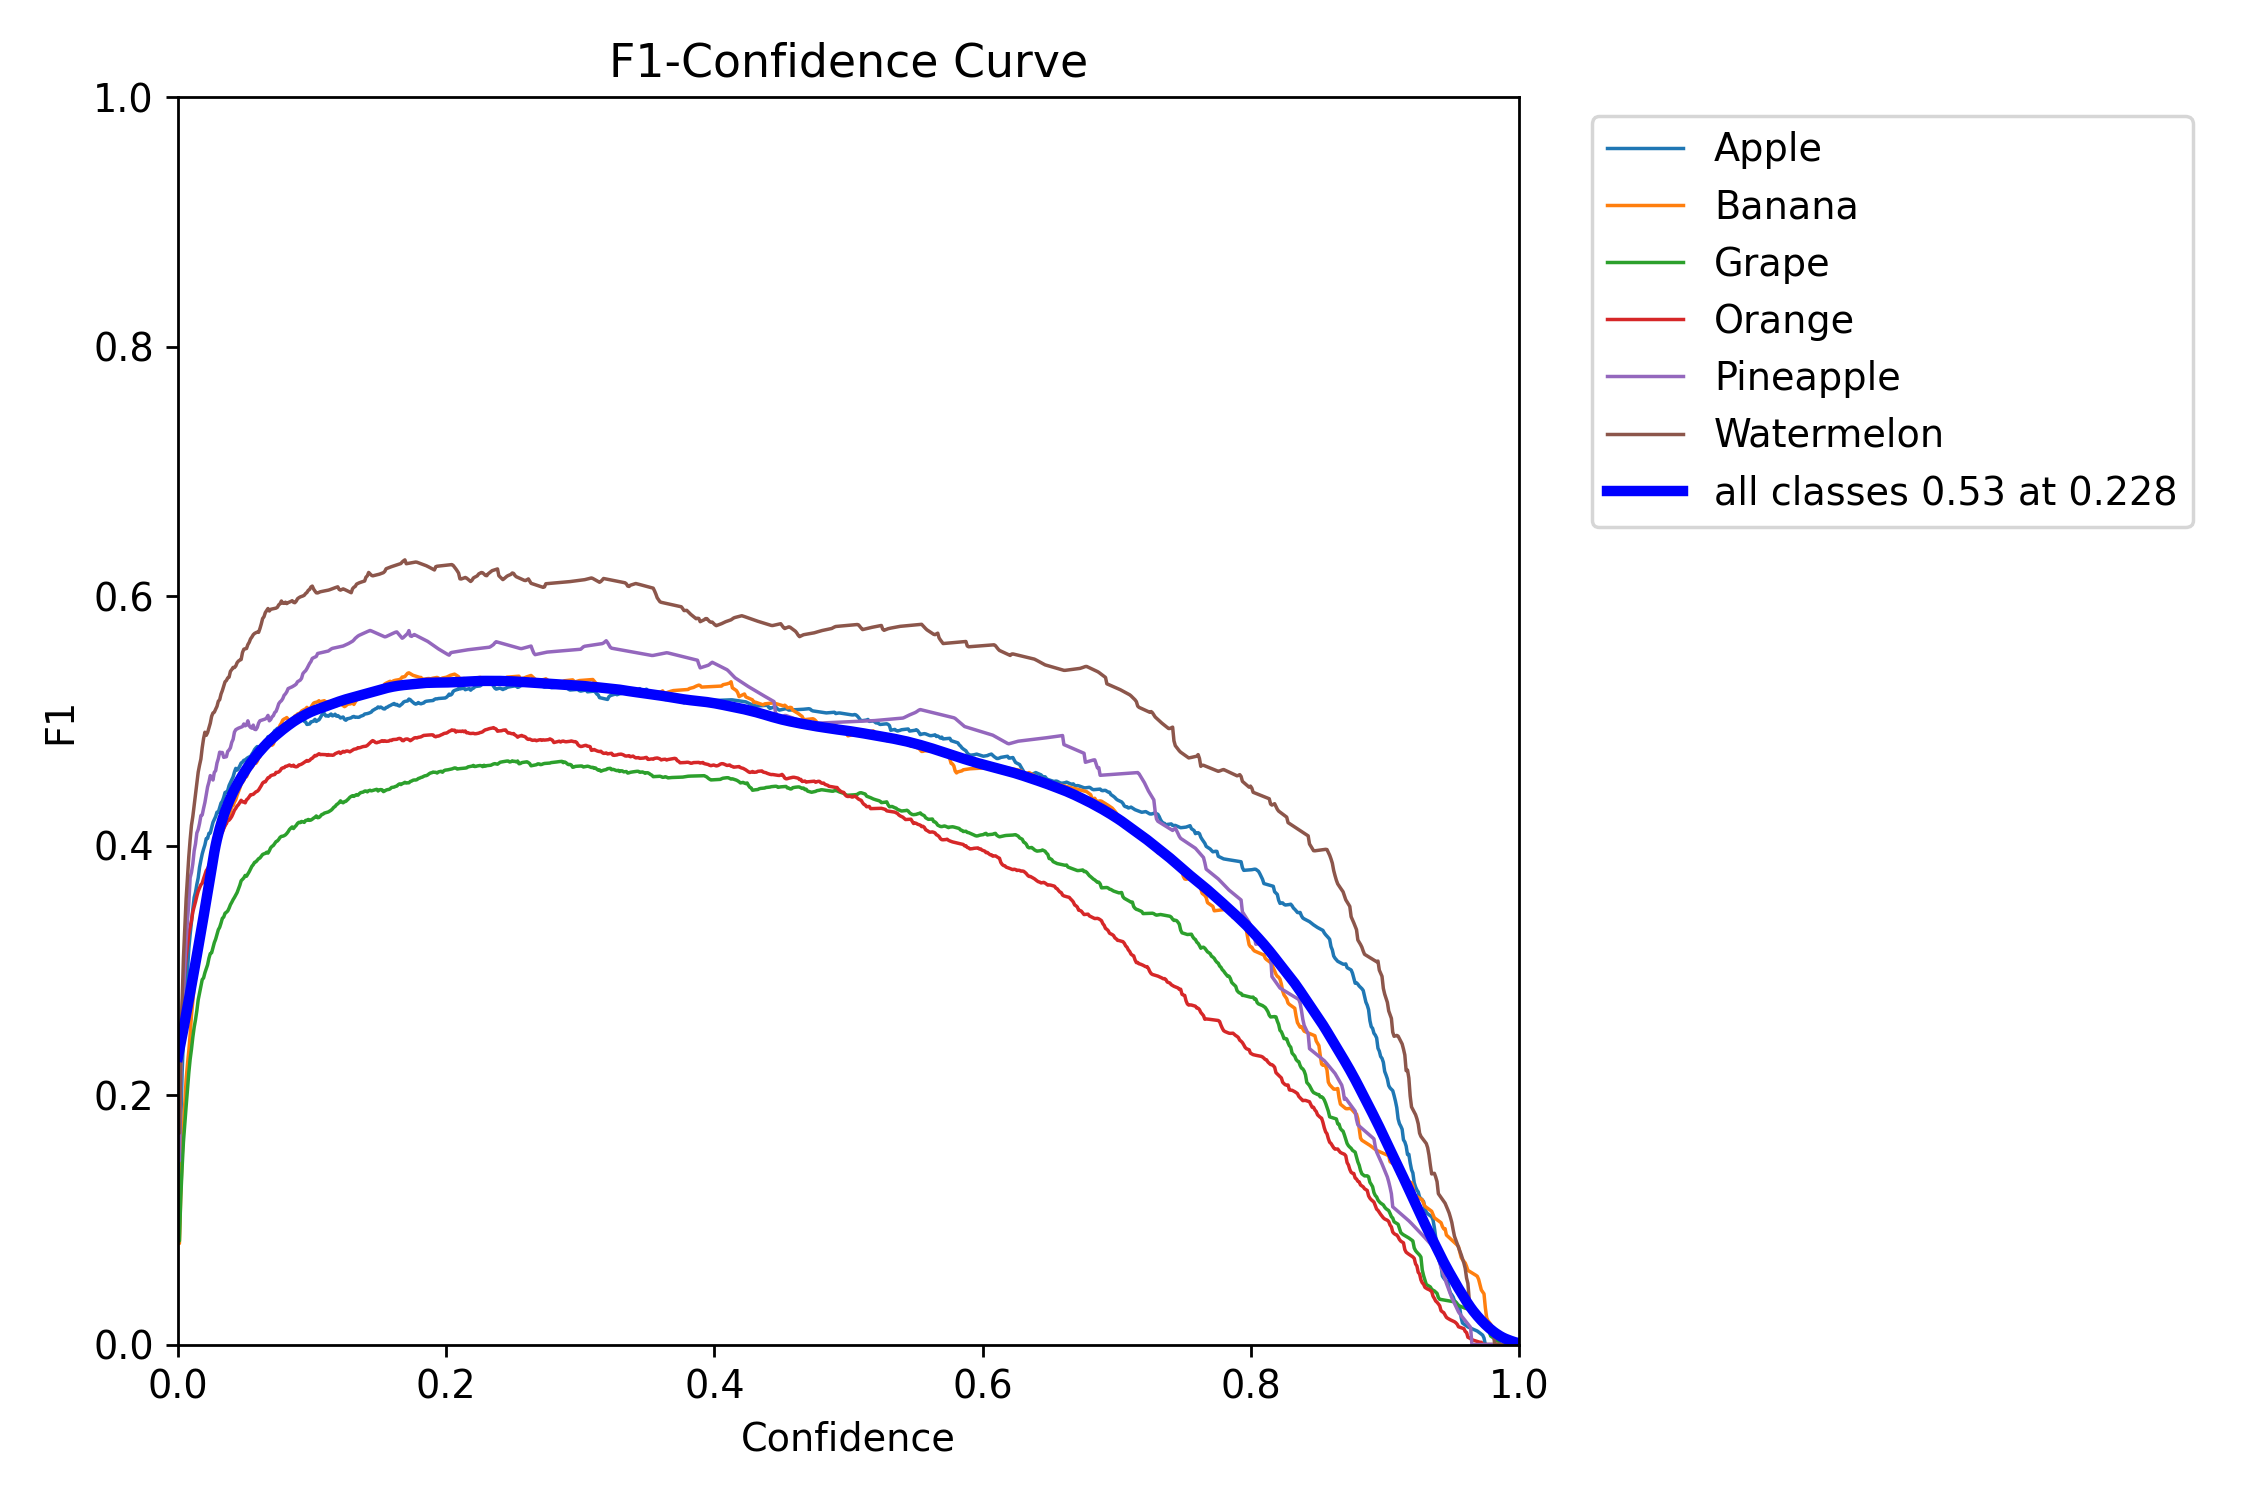 F1-Confidence Curve
1.0
0.8
0.6
0.4
0.2
0.0
F1
0.0 0.2 0.4 0.6 0.8 1.0
Confidence
Apple
Banana
Grape
Orange
Pineapple
Watermelon
all classes 0.53 at 0.228